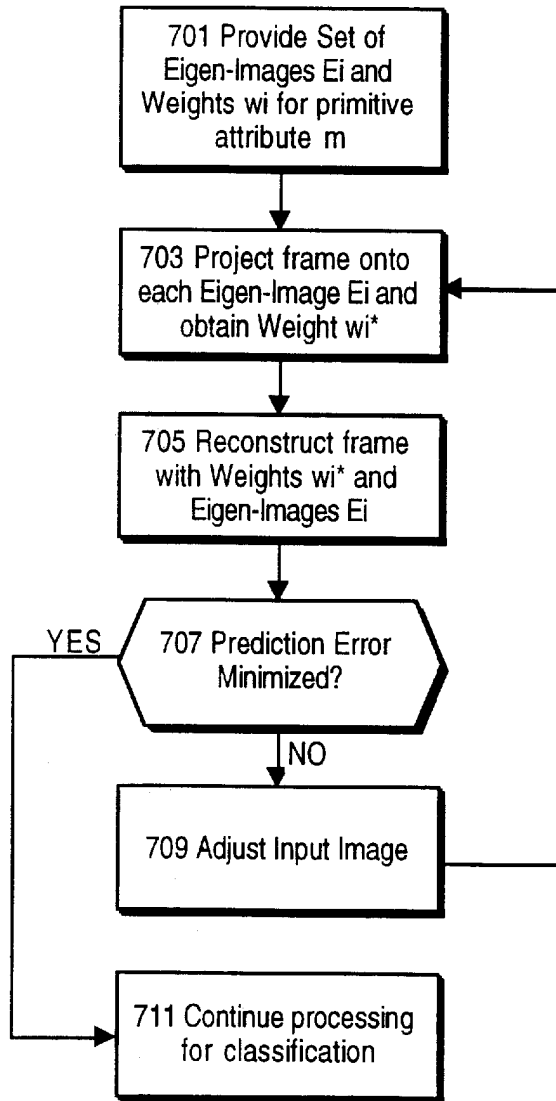 701 Provide Set of
Eigen-Images Ei and
Weights wi for primitive
attribute m
703 Project frame onto
each Eigen-Image Ei and
obtain Weight wi*
705 Reconstruct frame
with Weights wi* and
Eigen-Images Ei
YES
707 Prediction Error
Minimized?
NO
709 Adjust Input Image
711 Continue processing
for classification